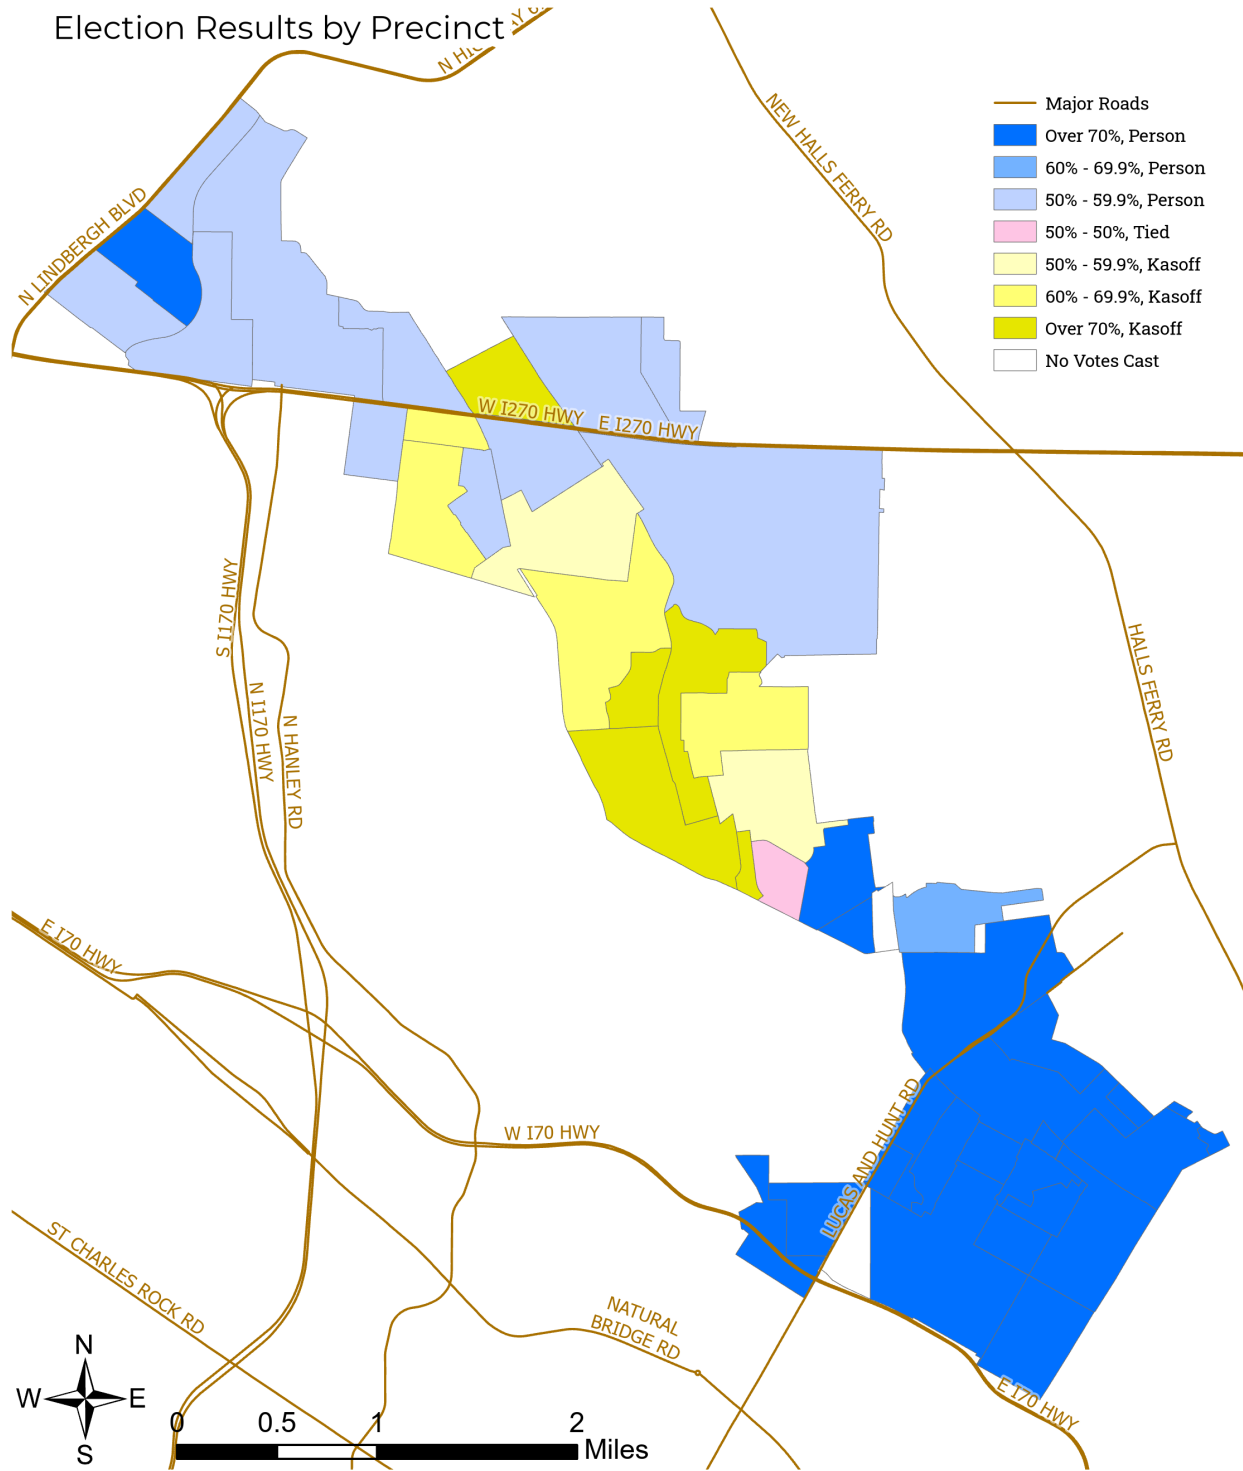 Election Results by Precinct
N HIG
AY 6
NEW HALLS FERRY RD
Major Roads
Over 70%, Person
60% - 69.9%, Person
50% - 59.9%, Person
50% - 50%, Tied
50% - 59.9%, Kasoff
60% - 69.9%, Kasoff
Over 70%, Kasoff
No Votes Cast
N LINDBERGH BLVD
W I270 HWY
E I270 HWY
S I170 HWY
N I170 HWY
N HANLEY RD
HALLS FERRY RD
E I70 HWY
W I70 HWY
LUCAS AND HUNT RD
ST CHARLES ROCK RD
NATURAL
BRIDGE RD
E I70 HWY
N
W E
S
0 0.5 1 2
Miles